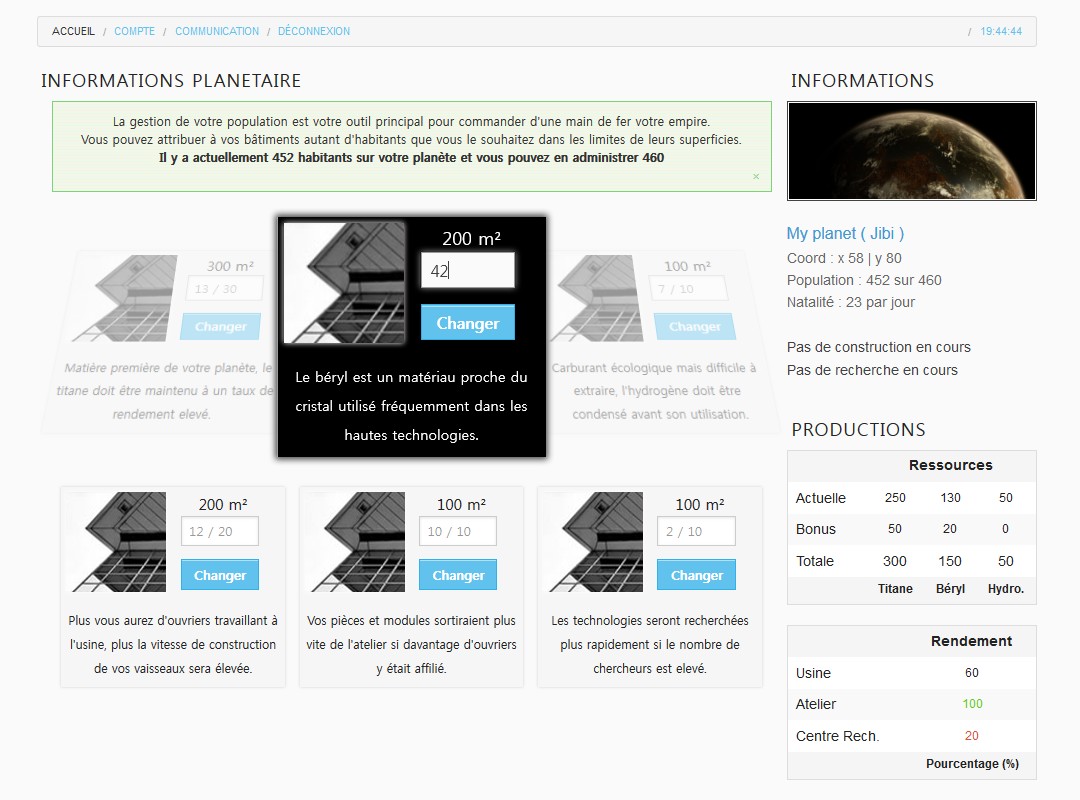 ACCUEIL / COMPTE / COMMUNICATION / DÉCONNEXION / 19:44:44
INFORMATIONS PLANETAIRE
La gestion de votre population est votre outil principal pour commander d'une main de fer votre empire.
Vous pouvez attribuer à vos bâtiments autant d'habitants que vous le souhaitez dans les limites de leurs superficies.
Il y a actuellement 452 habitants sur votre planète et vous pouvez en administrer 460
×
300 m²
13 / 30
Changer
Matière première de votre planète, le
titane doit être maintenu à un taux de
rendement elevé.
200 m²
42
Changer
Le béryl est un matériau proche du
cristal utilisé fréquemment dans les
hautes technologies.
100 m²
7 / 10
Changer
Carburant écologique mais difficile à
extraire, l'hydrogène doit être
condensé avant son utilisation.
200 m²
12 / 20
Changer
Plus vous aurez d'ouvriers travaillant à
l'usine, plus la vitesse de construction
de vos vaisseaux sera élevée.
100 m²
10 / 10
Changer
Vos pièces et modules sortiraient plus
vite de l'atelier si davantage d'ouvriers
y était affilié.
100 m²
2 / 10
Changer
Les technologies seront recherchées
plus rapidement si le nombre de
chercheurs est elevé.
INFORMATIONS
My planet ( Jibi )
Coord : x 58 | y 80
Population : 452 sur 460
Natalité : 23 par jour
Pas de construction en cours
Pas de recherche en cours
PRODUCTIONS
Ressources
Actuelle 250 130 50
Bonus 50 20 0
Totale 300 150 50
Titane Béryl Hydro.
Rendement
Usine 60
Atelier 100
Centre Rech. 20
Pourcentage (%)